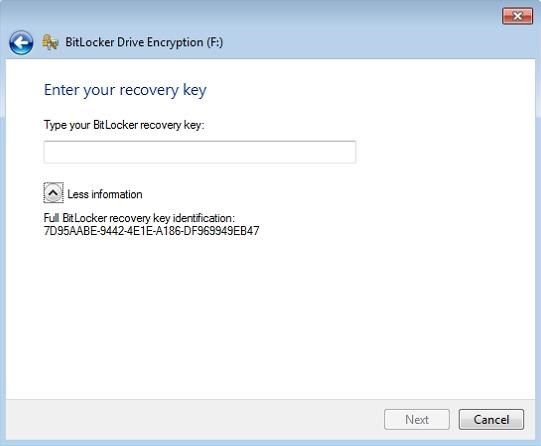 BitLocker Drive Encryption (F:)
Enter your recovery key
Type your BitLocker recovery key:
Less information
Full BitLocker recovery key identification:
7D95AABE-9442-4E1E-A186-DF969949EB47
Next
Cancel